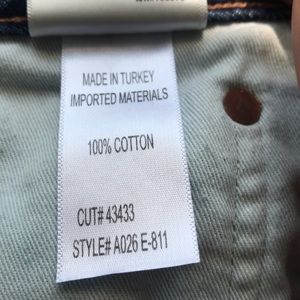 MADE IN TURKEY
IMPORTED MATERIALS
100% COTTON
CUT# 43433
STYLE# A026 E-811